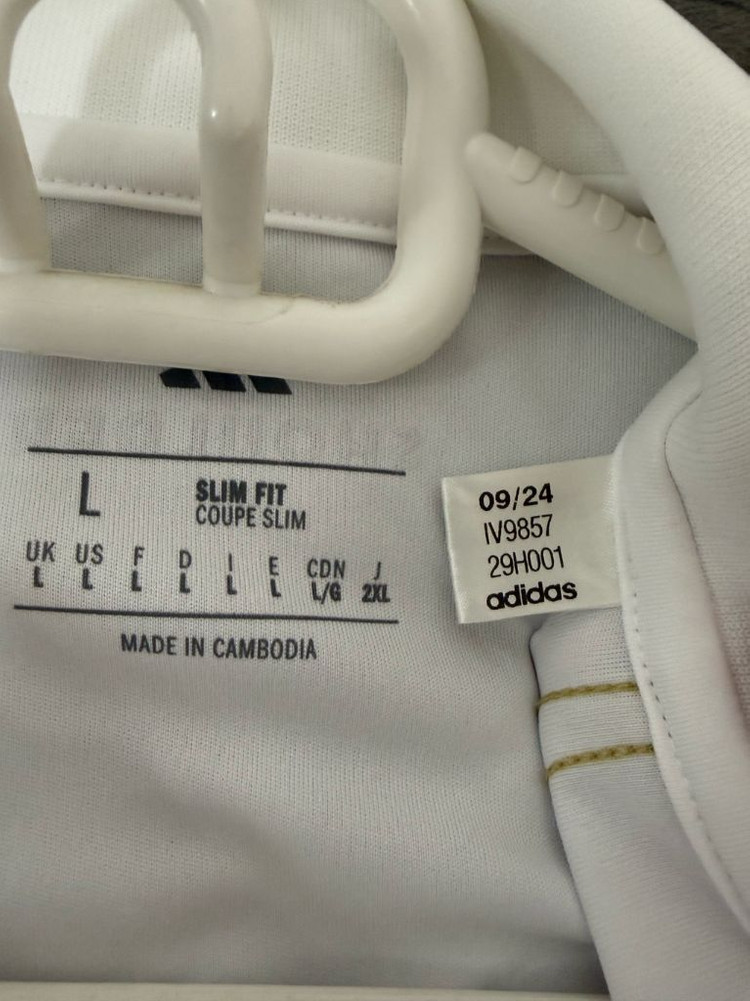 L
SLIM FIT
COUPE SLIM
UK US F D I E CDN J
L L L L L L L/G 2XL
MADE IN CAMBODIA
09/24
IV9857
29H001
adidas